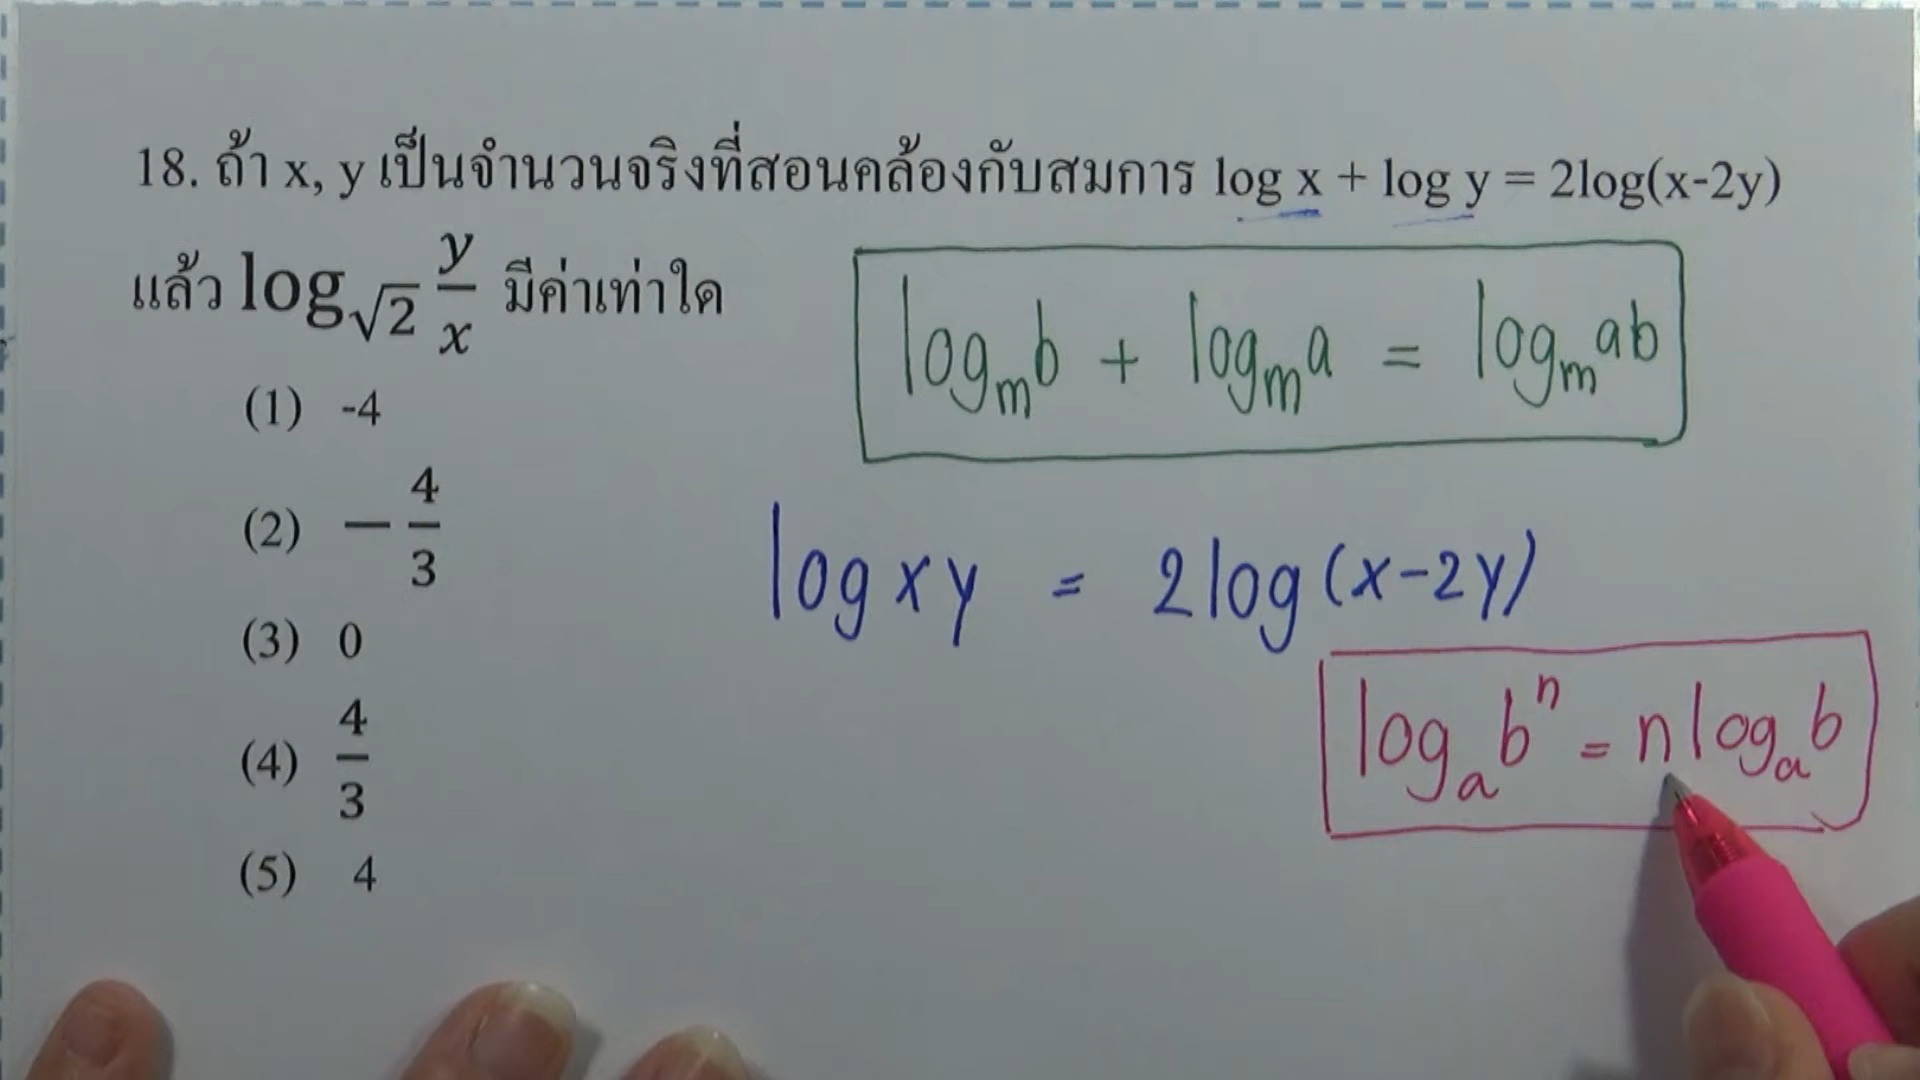 18. ถ้า x, y เป็นจำนวนจริงที่สอนคล้องกับสมการ log x + log y = 2log(x-2y)
แล้ว log√2 y/x มีค่าเท่าใด
logₘb + logₘa = logₘab
(1) -4
(2) −4/3
(3) 0
(4) 4/3
(5) 4
log xy = 2log(x-2y)
logₐbⁿ = nlogₐb